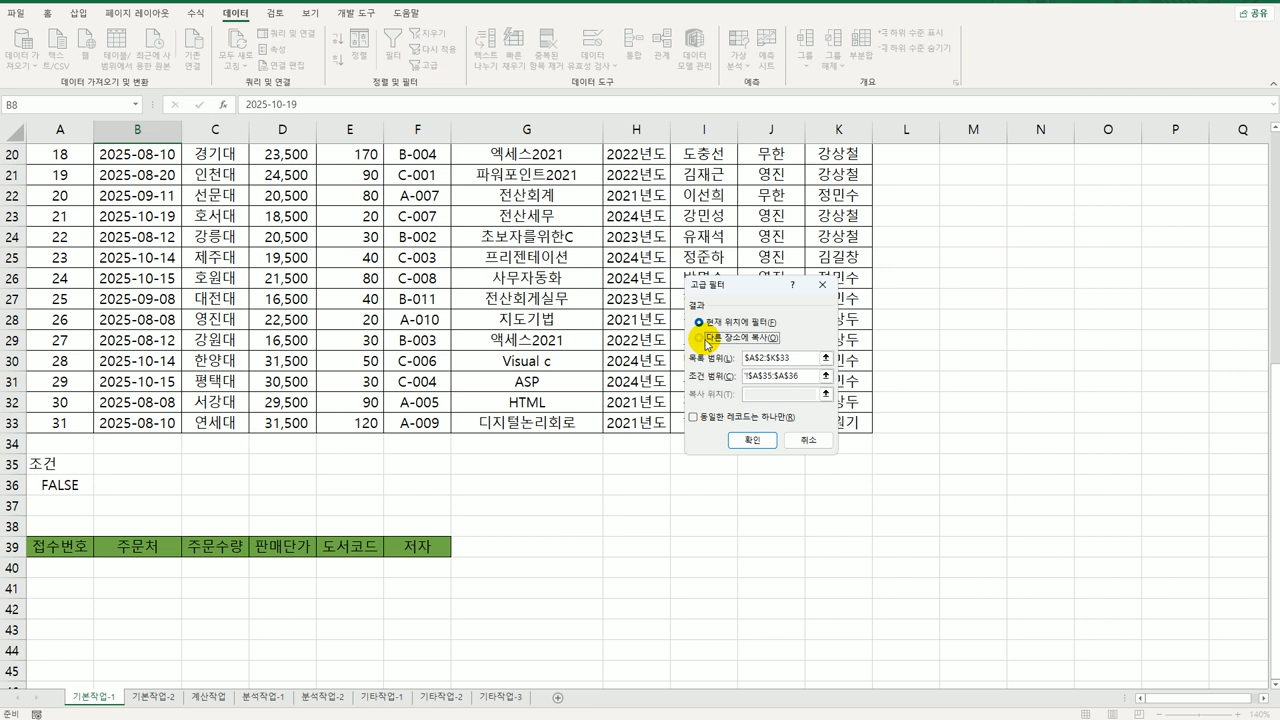 파일 홈 삽입 페이지 레이아웃 수식 데이터 검토 보기 개발 도구 도움말 공유
데이터 가져오기 및 변환 쿼리 및 연결 정렬 및 필터 데이터 도구 예측 개요
B8 2025-10-19
A B C D E F G H I J K L M N O P Q
20 18 2025-08-10 경기대 23,500 170 B-004 엑세스2021 2022년도 도충선 무한 강상철
21 19 2025-08-20 인천대 24,500 90 C-001 파워포인트2021 2022년도 김재근 영진 강상철
22 20 2025-09-11 선문대 20,500 80 A-007 전산회계 2021년도 이선희 무한 정민수
23 21 2025-10-19 호서대 18,500 20 C-007 전산세무 2024년도 강민성 영진 강상철
24 22 2025-08-12 강릉대 20,500 30 B-002 초보자를위한C 2023년도 유재석 영진 강상철
25 23 2025-10-14 제주대 19,500 40 C-003 프리젠테이션 2024년도 정준하 영진 김길창
26 24 2025-10-15 호원대 21,500 80 C-008 사무자동화 2024년도
27 25 2025-09-08 대전대 16,500 40 B-011 전산회게실무 2023년도
28 26 2025-08-08 영진대 22,500 20 A-010 지도기법 2021년도
29 27 2025-08-12 강원대 16,500 30 B-003 액세스2021
30 28 2025-10-14 한양대 31,500 50 C-006 Visual c 2024년도
31 29 2025-10-15 평택대 30,500 30 C-004 ASP 2024년도
32 30 2025-08-08 서강대 29,500 90 A-005 HTML 2021년도
33 31 2025-08-10 연세대 31,500 120 A-009 디지털논리회로 2021년도
34
35 조건
36 FALSE
37
38
39 접수번호 주문처 주문수량 판매단가 도서코드 저자
40
41
42
43
44
45
고급 필터 ? ×
결과
현재 위치에 필터(F)
다른 장소에 복사(O)
목록 범위(L): $A$2:$K$33
조건 범위(C): '!$A$35:$A$36
복사 위치(T):
동일한 레코드는 하나만(R)
확인 취소
기본작업-1 기본작업-2 계산작업 분석작업-1 분석작업-2 기타작업-1 기타작업-2 기타작업-3
준비 140%